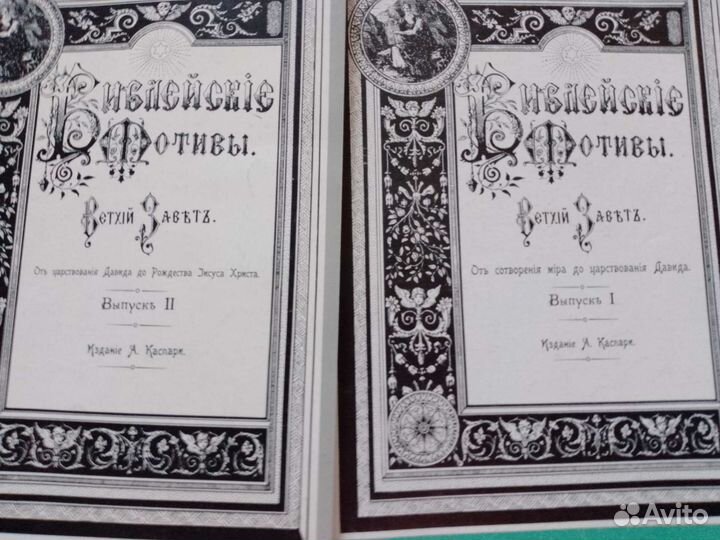 Библейскіе
Мотивы.
Ветхій Завѣтъ.
Отъ царствованія Давида до Рождества Іисуса Христа.
Выпускъ II
Изданіе А. Каспари.
Библейскіе
Мотивы.
Ветхій Завѣтъ.
Отъ сотворенія міра до царствованія Давида.
Выпускъ I
Изданіе А. Каспари.
Avito